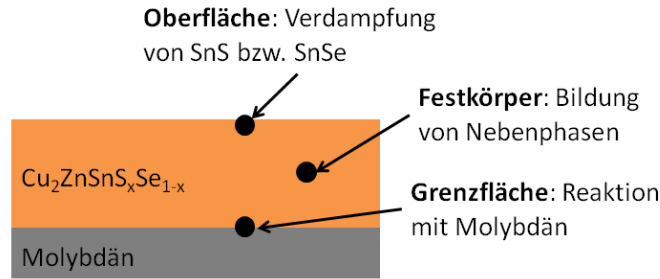 Oberfläche: Verdampfung
von SnS bzw. SnSe
Festkörper: Bildung
von Nebenphasen
Cu₂ZnSnSₓSe₁₋ₓ
Grenzfläche: Reaktion
mit Molybdän
Molybdän